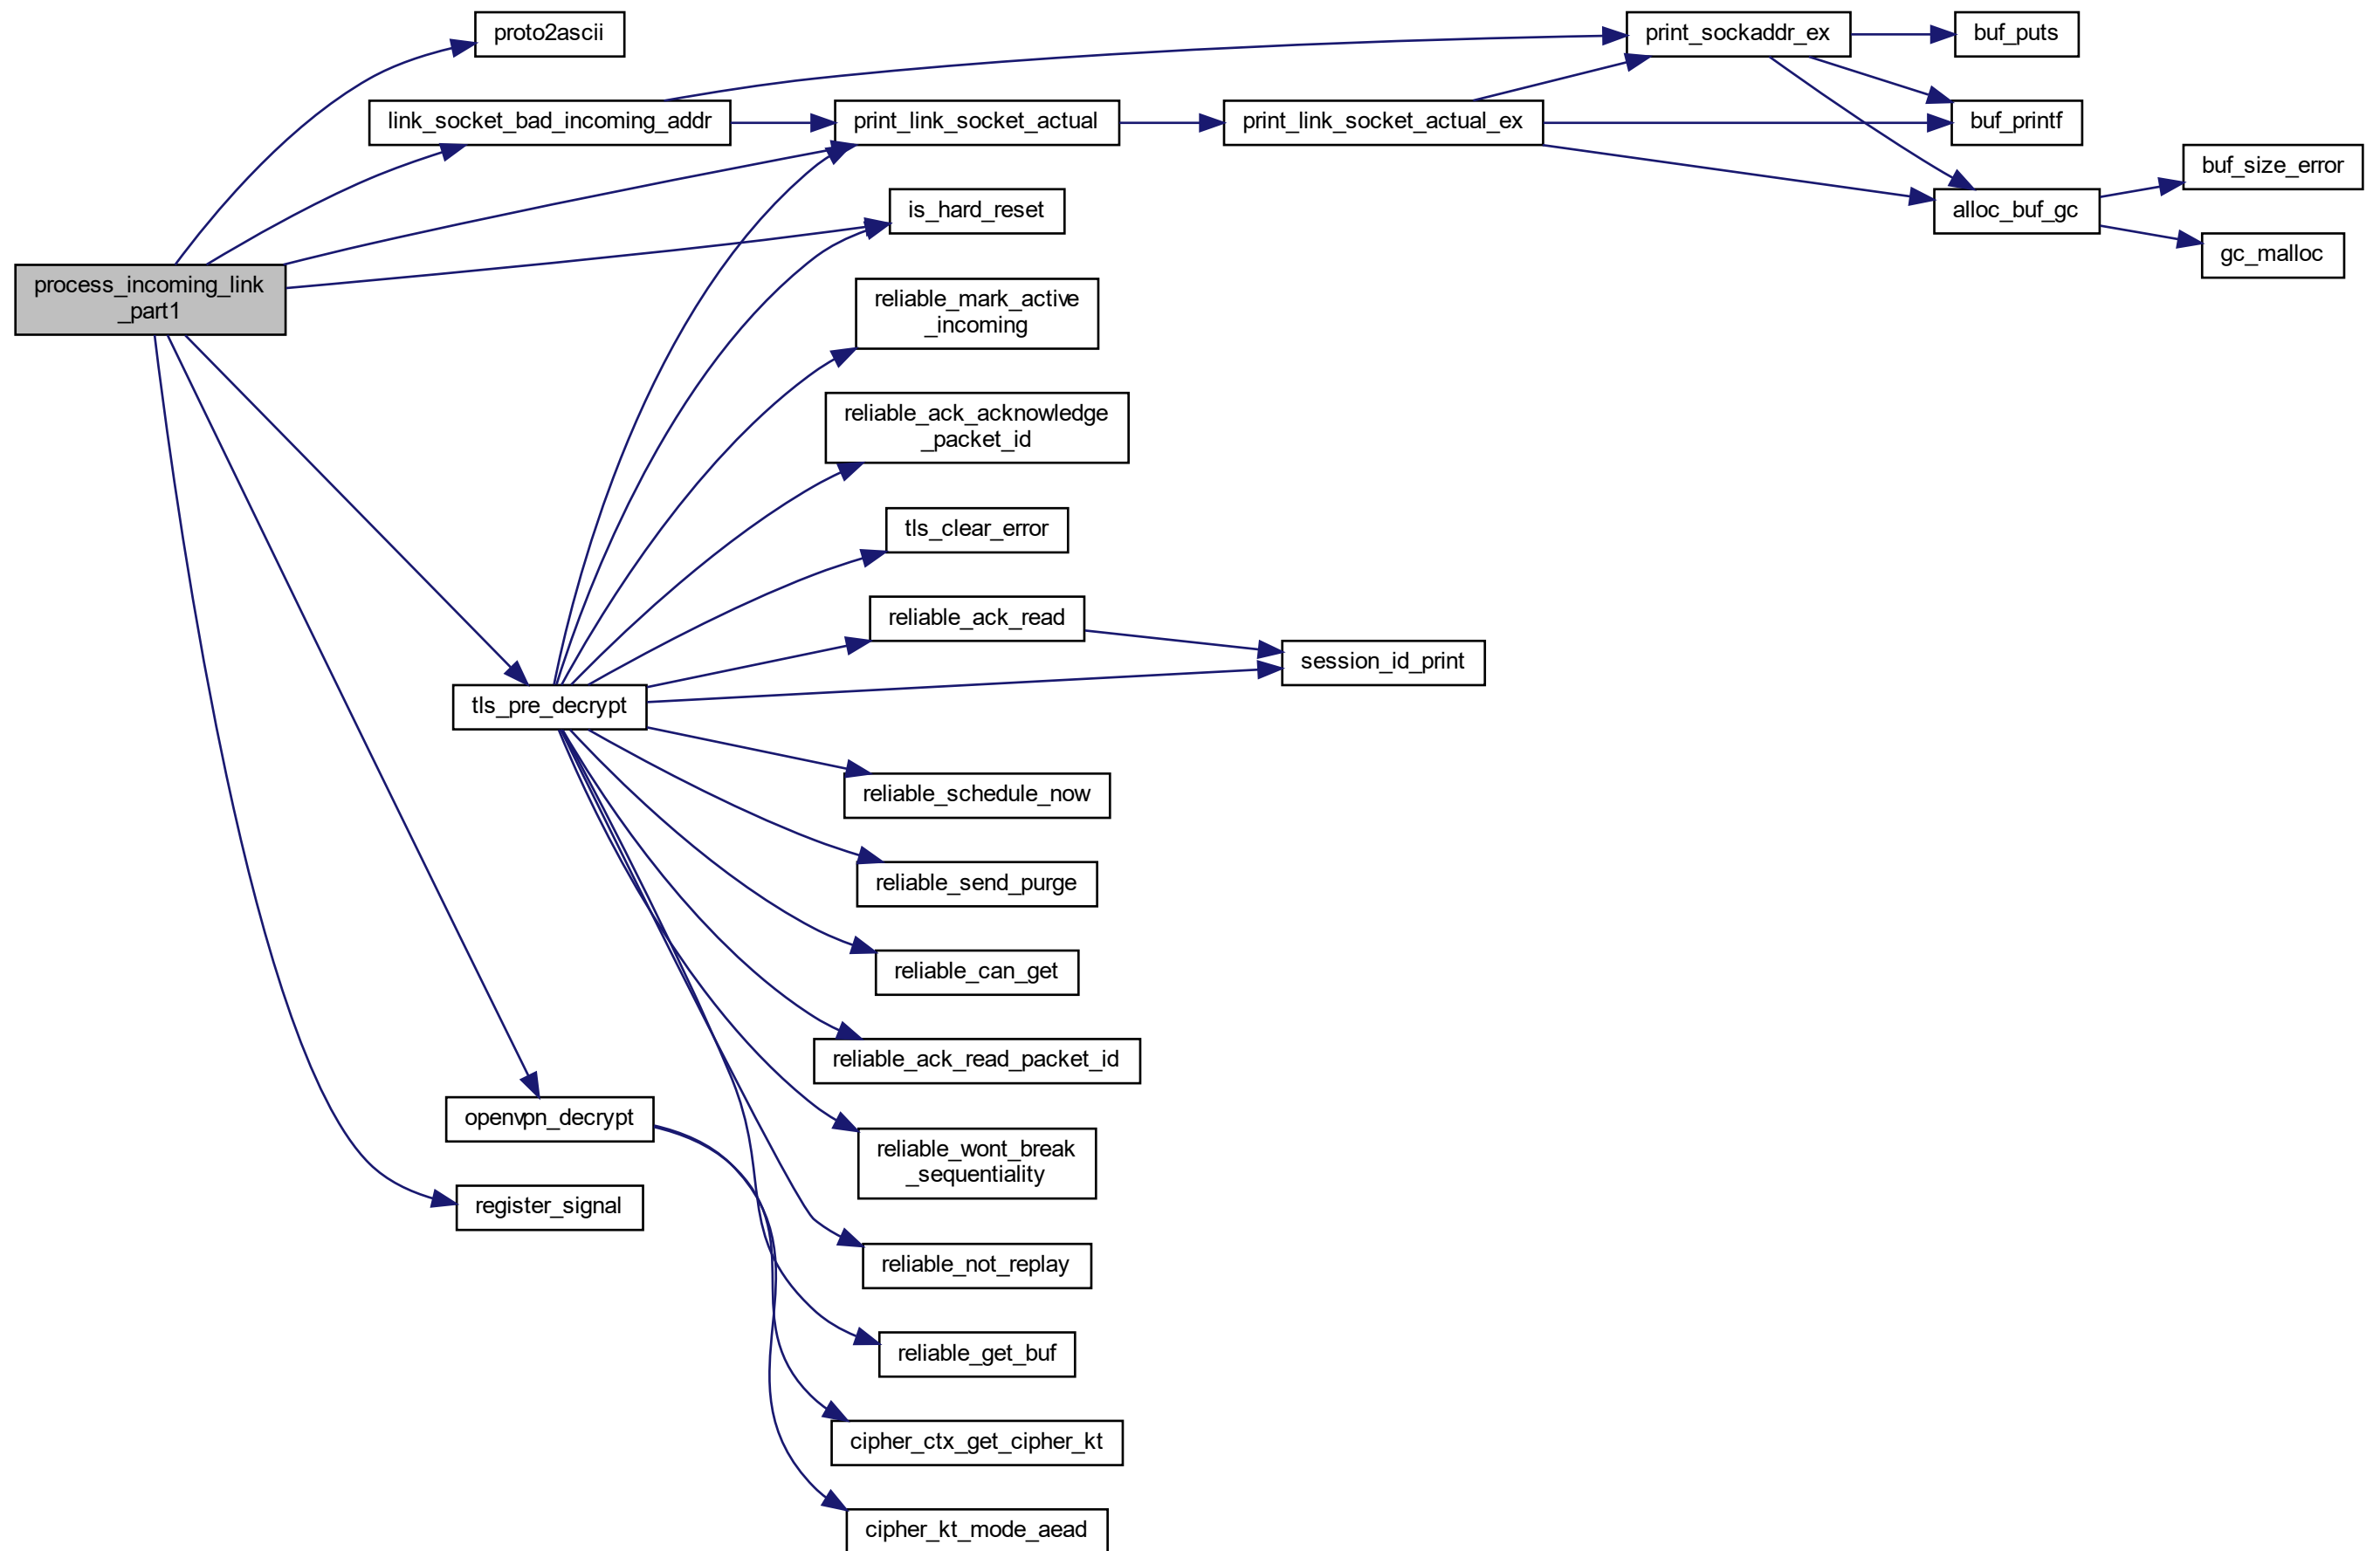 proto2ascii
print_sockaddr_ex
buf_puts
link_socket_bad_incoming_addr
print_link_socket_actual
print_link_socket_actual_ex
buf_printf
buf_size_error
is_hard_reset
alloc_buf_gc
gc_malloc
process_incoming_link
_part1
reliable_mark_active
_incoming
reliable_ack_acknowledge
_packet_id
tls_clear_error
reliable_ack_read
session_id_print
tls_pre_decrypt
reliable_schedule_now
reliable_send_purge
reliable_can_get
reliable_ack_read_packet_id
openvpn_decrypt
reliable_wont_break
_sequentiality
register_signal
reliable_not_replay
reliable_get_buf
cipher_ctx_get_cipher_kt
cipher_kt_mode_aead